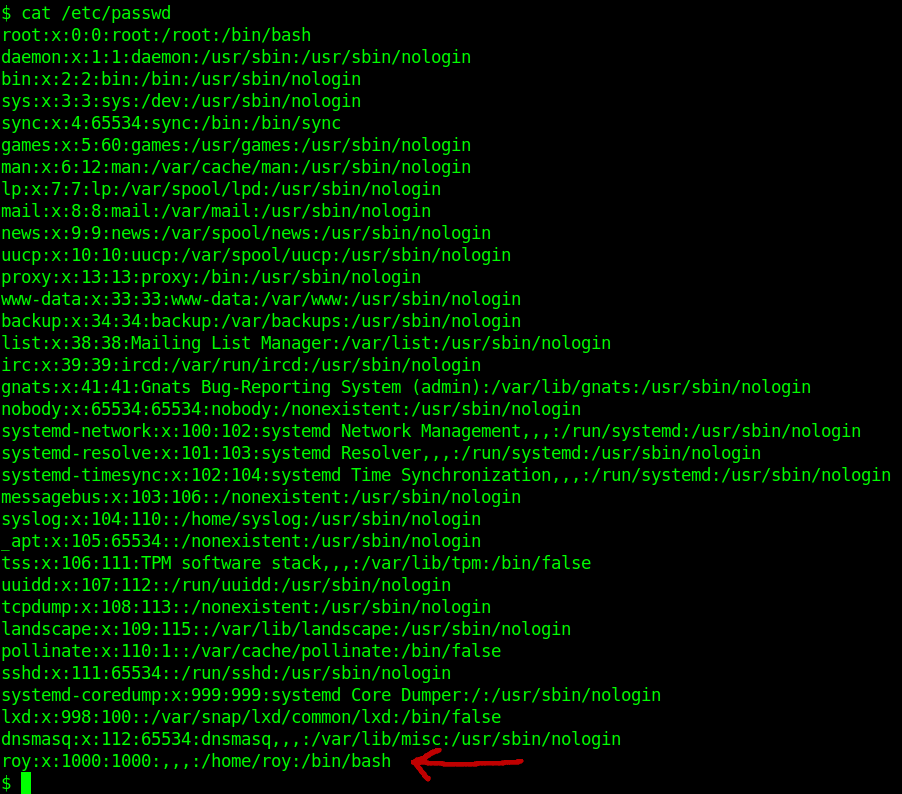 $ cat /etc/passwd
root:x:0:0:root:/root:/bin/bash
daemon:x:1:1:daemon:/usr/sbin:/usr/sbin/nologin
bin:x:2:2:bin:/bin:/usr/sbin/nologin
sys:x:3:3:sys:/dev:/usr/sbin/nologin
sync:x:4:65534:sync:/bin:/bin/sync
games:x:5:60:games:/usr/games:/usr/sbin/nologin
man:x:6:12:man:/var/cache/man:/usr/sbin/nologin
lp:x:7:7:lp:/var/spool/lpd:/usr/sbin/nologin
mail:x:8:8:mail:/var/mail:/usr/sbin/nologin
news:x:9:9:news:/var/spool/news:/usr/sbin/nologin
uucp:x:10:10:uucp:/var/spool/uucp:/usr/sbin/nologin
proxy:x:13:13:proxy:/bin:/usr/sbin/nologin
www-data:x:33:33:www-data:/var/www:/usr/sbin/nologin
backup:x:34:34:backup:/var/backups:/usr/sbin/nologin
list:x:38:38:Mailing List Manager:/var/list:/usr/sbin/nologin
irc:x:39:39:ircd:/var/run/ircd:/usr/sbin/nologin
gnats:x:41:41:Gnats Bug-Reporting System (admin):/var/lib/gnats:/usr/sbin/nologin
nobody:x:65534:65534:nobody:/nonexistent:/usr/sbin/nologin
systemd-network:x:100:102:systemd Network Management,,,:/run/systemd:/usr/sbin/nologin
systemd-resolve:x:101:103:systemd Resolver,,,:/run/systemd:/usr/sbin/nologin
systemd-timesync:x:102:104:systemd Time Synchronization,,,:/run/systemd:/usr/sbin/nologin
messagebus:x:103:106::/nonexistent:/usr/sbin/nologin
syslog:x:104:110::/home/syslog:/usr/sbin/nologin
_apt:x:105:65534::/nonexistent:/usr/sbin/nologin
tss:x:106:111:TPM software stack,,,:/var/lib/tpm:/bin/false
uuidd:x:107:112::/run/uuidd:/usr/sbin/nologin
tcpdump:x:108:113::/nonexistent:/usr/sbin/nologin
landscape:x:109:115::/var/lib/landscape:/usr/sbin/nologin
pollinate:x:110:1::/var/cache/pollinate:/bin/false
sshd:x:111:65534::/run/sshd:/usr/sbin/nologin
systemd-coredump:x:999:999:systemd Core Dumper:/:/usr/sbin/nologin
lxd:x:998:100::/var/snap/lxd/common/lxd:/bin/false
dnsmasq:x:112:65534:dnsmasq,,,:/var/lib/misc:/usr/sbin/nologin
roy:x:1000:1000:,,,:/home/roy:/bin/bash
$